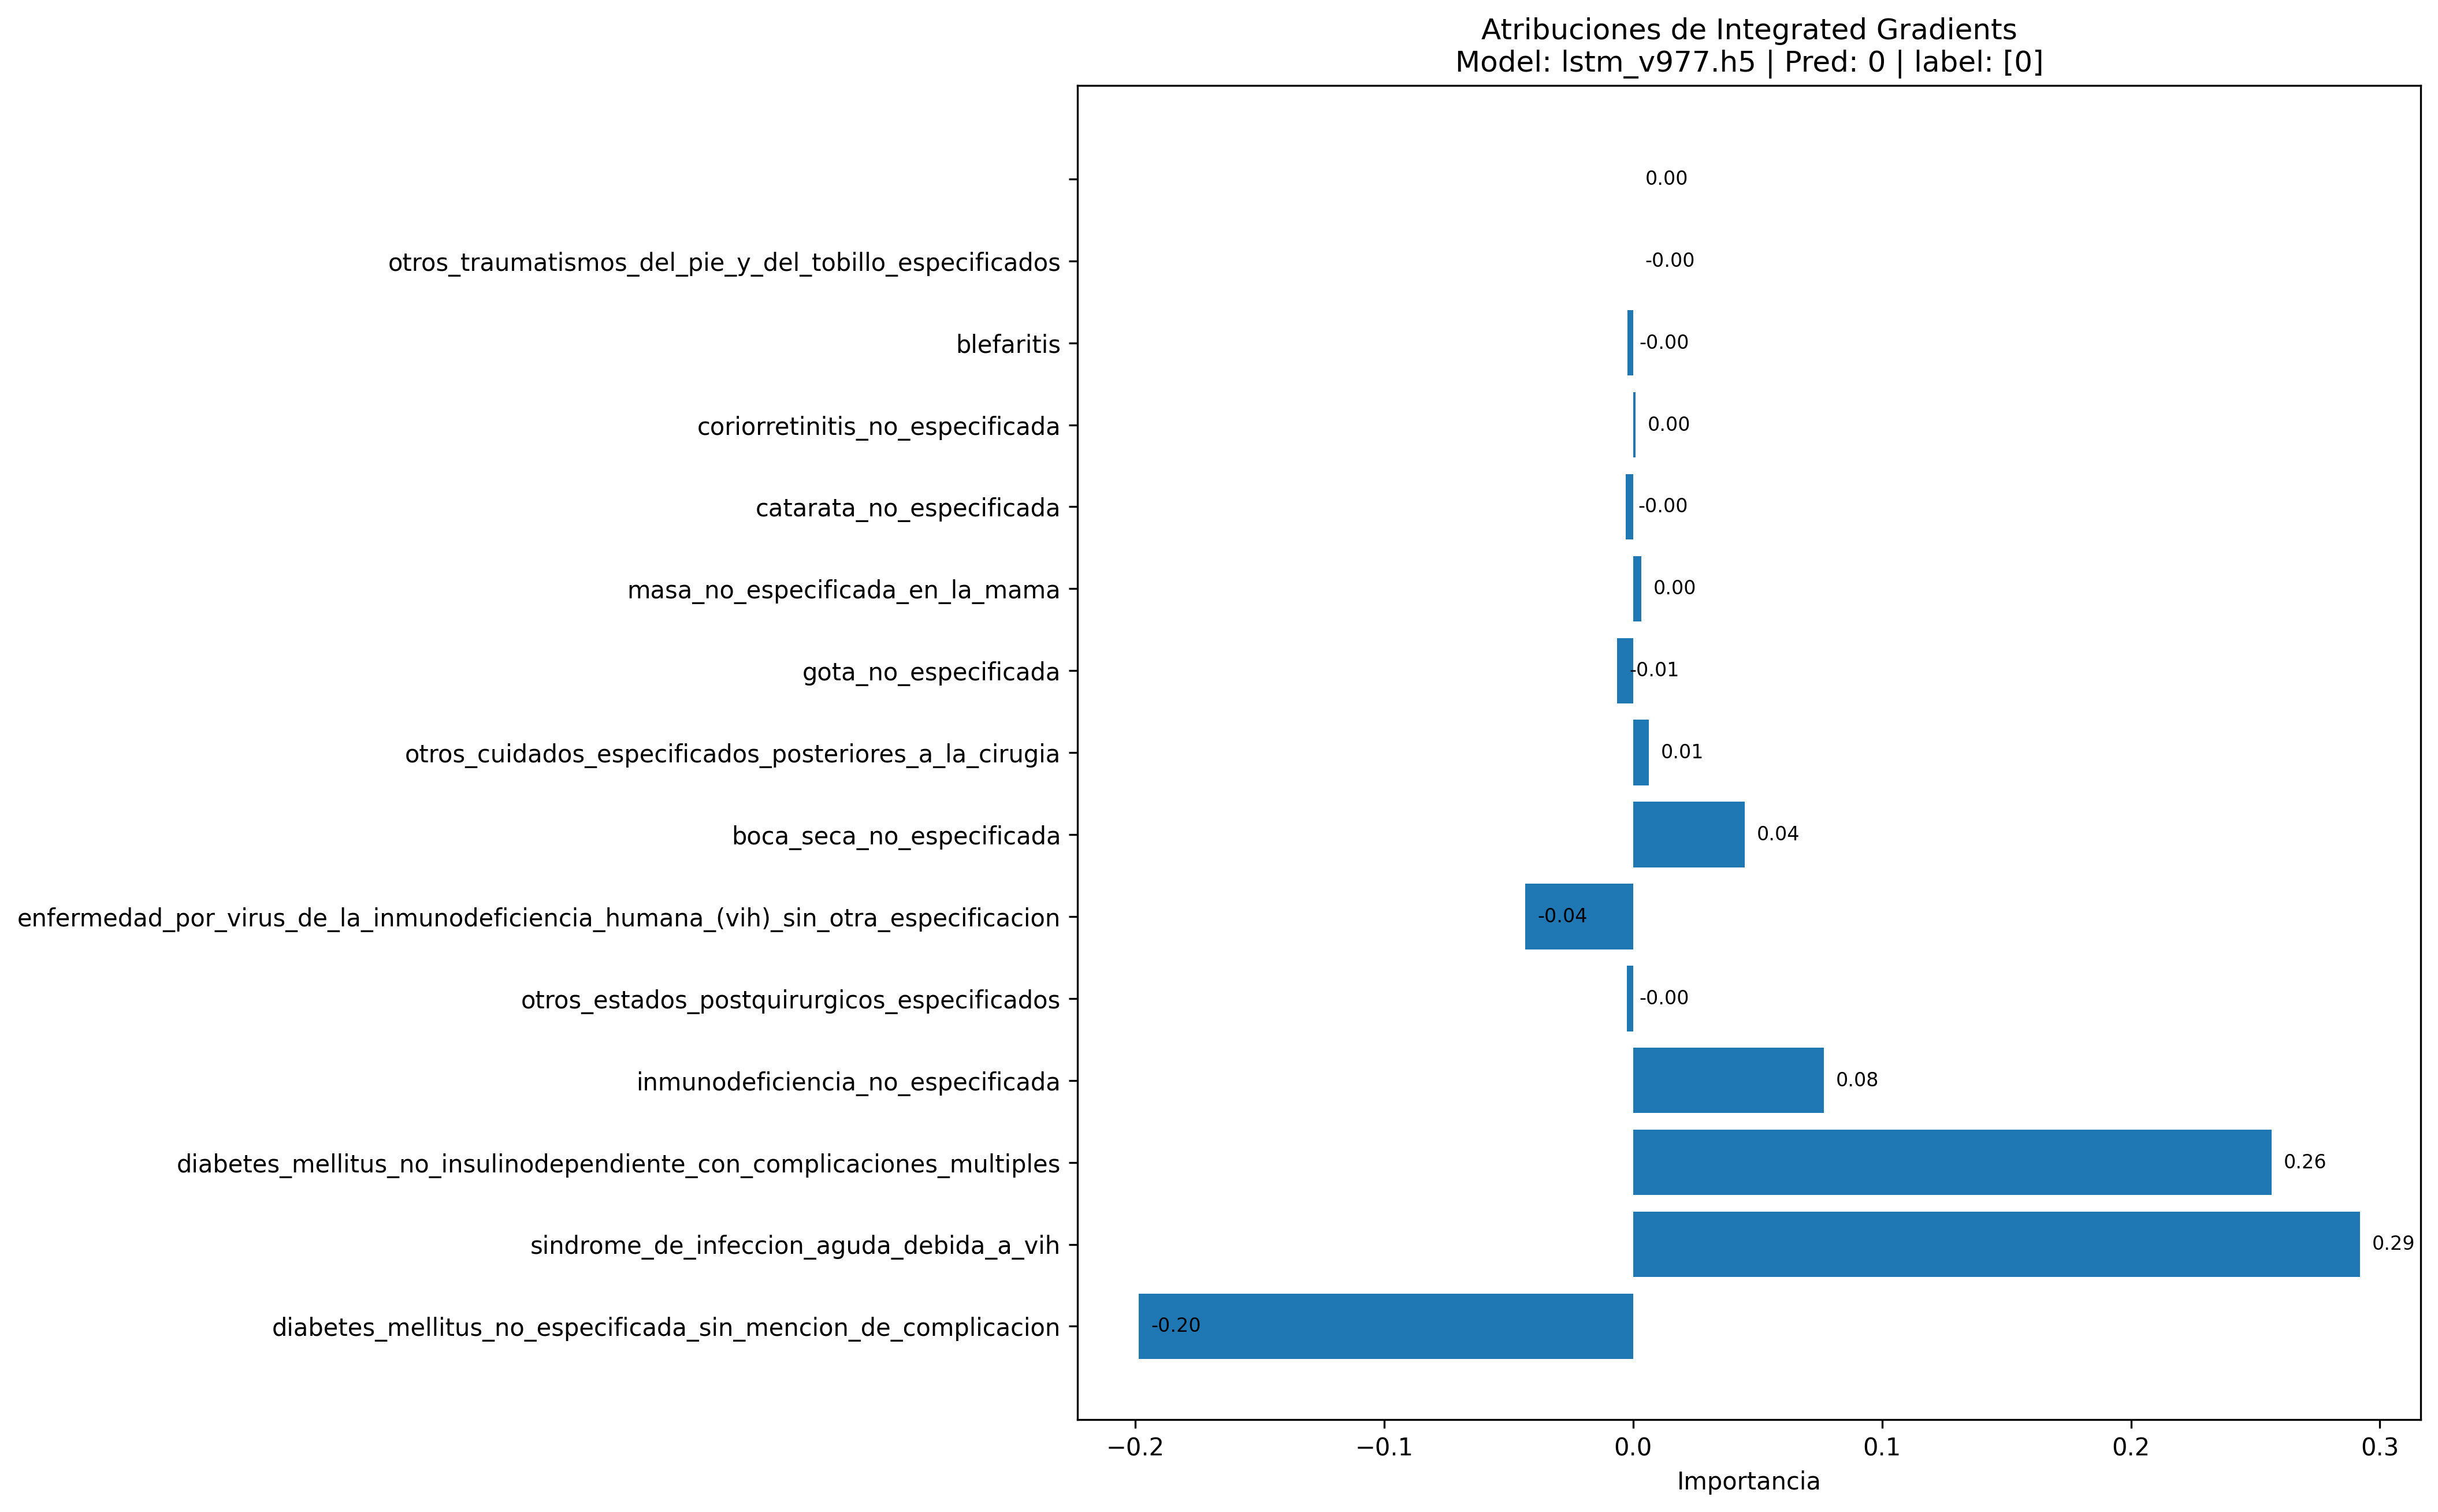 Atribuciones de Integrated Gradients
Model: lstm_v977.h5 | Pred: 0 | label: [0]
0.00
otros_traumatismos_del_pie_y_del_tobillo_especificados -0.00
blefaritis -0.00
coriorretinitis_no_especificada 0.00
catarata_no_especificada -0.00
masa_no_especificada_en_la_mama 0.00
gota_no_especificada -0.01
otros_cuidados_especificados_posteriores_a_la_cirugia 0.01
boca_seca_no_especificada 0.04
enfermedad_por_virus_de_la_inmunodeficiencia_humana_(vih)_sin_otra_especificacion -0.04
otros_estados_postquirurgicos_especificados -0.00
inmunodeficiencia_no_especificada 0.08
diabetes_mellitus_no_insulinodependiente_con_complicaciones_multiples 0.26
sindrome_de_infeccion_aguda_debida_a_vih 0.29
diabetes_mellitus_no_especificada_sin_mencion_de_complicacion -0.20
−0.2 −0.1 0.0 0.1 0.2 0.3
Importancia